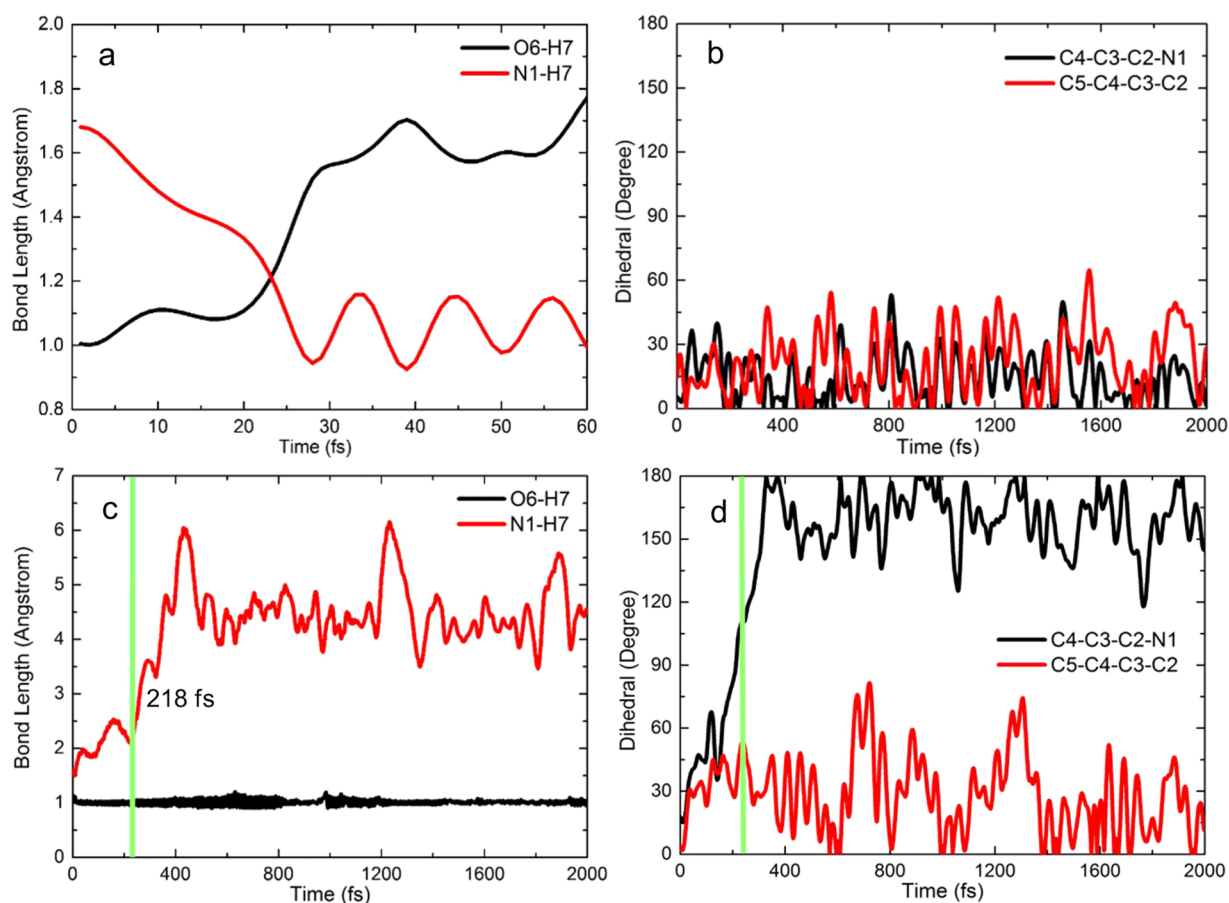 a
O6-H7
N1-H7
Bond Length (Angstrom)
2.0
1.8
1.6
1.4
1.2
1.0
0.8
0
10
20
30
40
50
60
Time (fs)
b
C4-C3-C2-N1
C5-C4-C3-C2
Dihedral (Degree)
180
150
120
90
60
30
0
0
400
800
1200
1600
2000
Time (fs)
c
O6-H7
N1-H7
218 fs
Bond Length (Angstrom)
7
6
5
4
3
2
1
0
0
400
800
1200
1600
2000
Time (fs)
d
C4-C3-C2-N1
C5-C4-C3-C2
Dihedral (Degree)
180
150
120
90
60
30
0
0
400
800
1200
1600
2000
Time (fs)